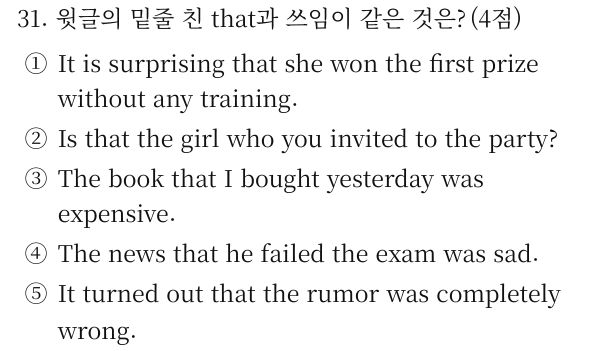 31. 윗글의 밑줄 친 that과 쓰임이 같은 것은?(4점)
① It is surprising that she won the first prize
without any training.
② Is that the girl who you invited to the party?
③ The book that I bought yesterday was
expensive.
④ The news that he failed the exam was sad.
⑤ It turned out that the rumor was completely
wrong.